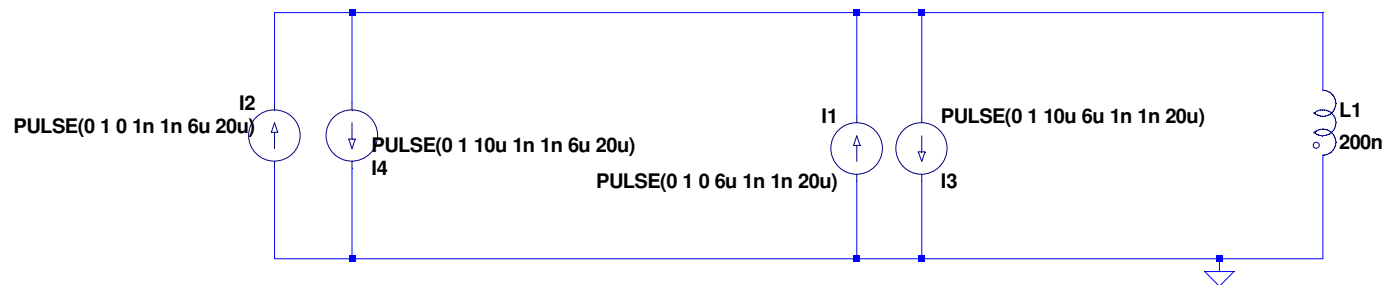 I2
PULSE(0 1 0 1n 1n 6u 20u)
PULSE(0 1 10u 1n 1n 6u 20u)
I4
I1
PULSE(0 1 0 6u 1n 1n 20u)
PULSE(0 1 10u 6u 1n 1n 20u)
I3
L1
200n